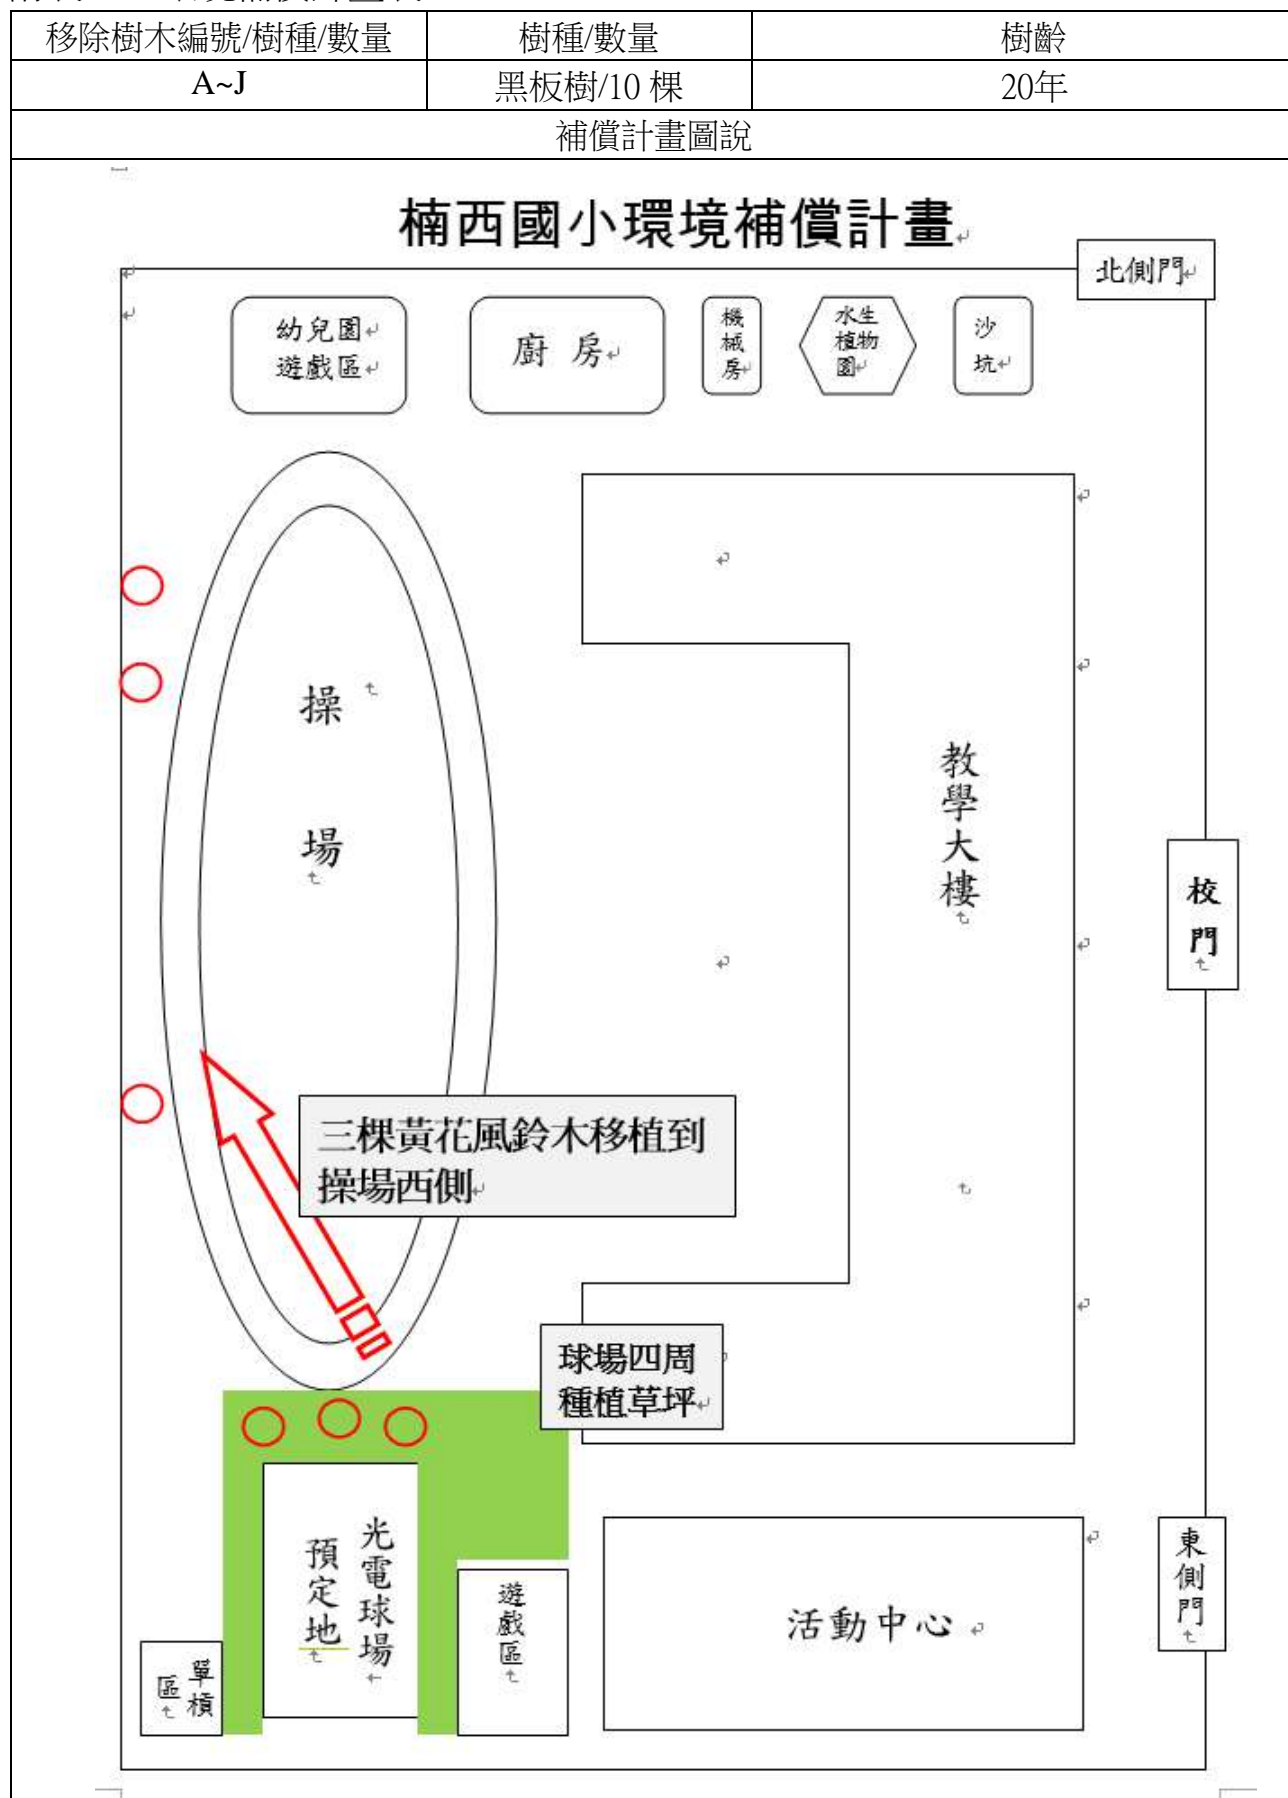 移除樹木編號/樹種/數量
樹種/數量
樹齡
A~J
黑板樹/10 棵
20年
補償計畫圖說
楠西國小環境補償計畫
北側門
幼兒園
遊戲區
廚 房
機械房
水生
植物
園
沙
坑
操場
教學大樓
校門
三棵黃花風鈴木移植到
操場西側
球場四周
種植草坪
光電球場
預定地
遊戲區
活動中心
東側門
單槓
區